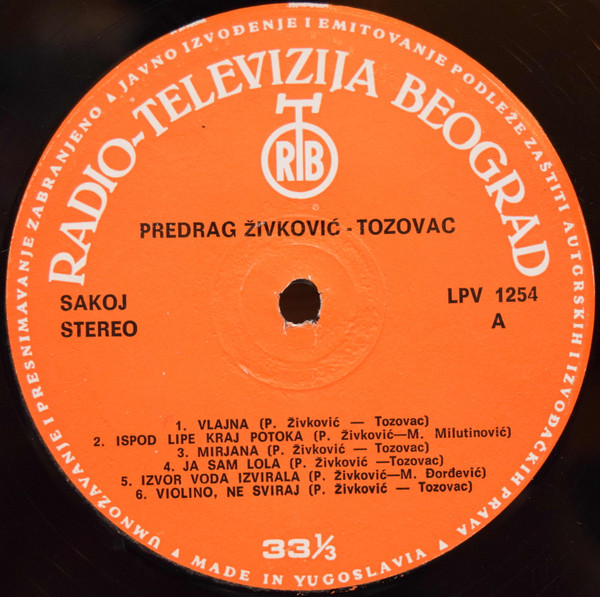 UMNOŽAVANJE I PRESNIMAVANJE ZABRANJENO ▲ JAVNO IZVOĐENJE I EMITOVANJE PODLEŽE ZAŠTITI AUTORSKIH I IZVOĐAČKIH PRAVA ▲
RADIO-TELEVIZIJA BEOGRAD
RTB
PREDRAG ŽIVKOVIĆ - TOZOVAC
SAKOJ
STEREO
LPV 1254
A
1. VLAJNA (P. Živković — Tozovac)
2. ISPOD LIPE KRAJ POTOKA (P. Živković—M. Milutinović)
3. MIRJANA (P. Živković — Tozovac)
4. JA SAM LOLA (P. Živković —Tozovac)
5. IZVOR VODA IZVIRALA (P. Živković—M. Đorđević)
6. VIOLINO, NE SVIRAJ (P. Živković — Tozovac)
33⅓
▲ MADE IN YUGOSLAVIA ▲